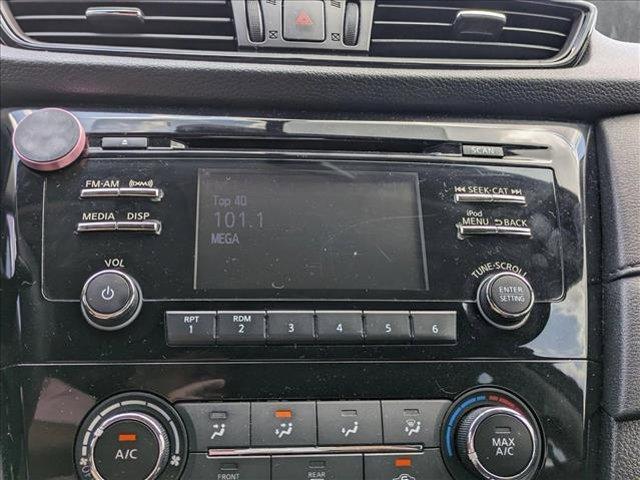 SCAN
FM·AM
MEDIA DISP
Top 40
101.1
MEGA
SEEK·CAT
iPod
MENU BACK
VOL
TUNE·SCROLL
ENTER
SETTING
RPT RDM
1 2 3 4 5 6
A/C
MAX
A/C
FRONT REAR